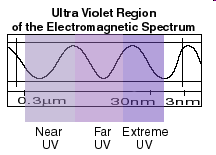 Ultra Violet Region
of the Electromagnetic Spectrum
0.3μm 30nm 3nm
Near Far Extreme
UV UV UV